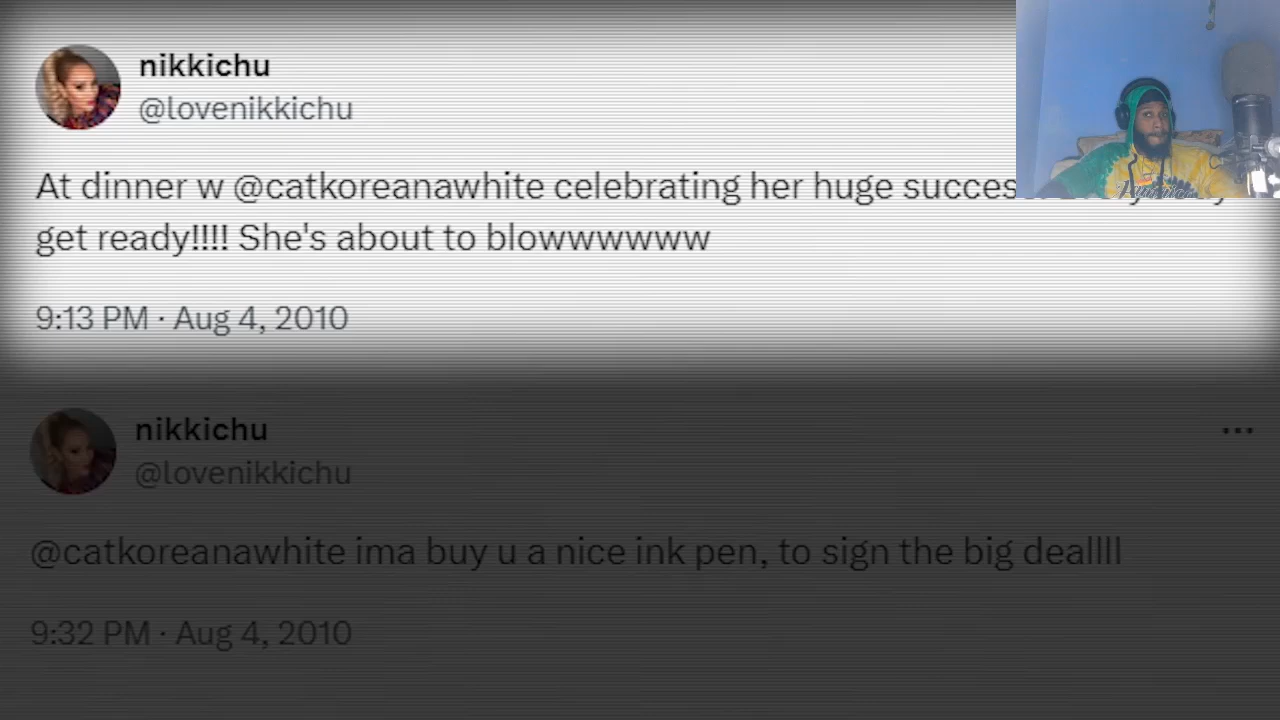 nikkichu
@lovenikkichu
At dinner w @catkoreanawhite celebrating her huge
get ready!!!! She's about to blowwwwwww
9:13 PM · Aug 4, 2010
nikkichu
@lovenikkichu
@catkoreanawhite ima buy u a nice ink pen, to sign the big deallll
9:32 PM · Aug 4, 2010